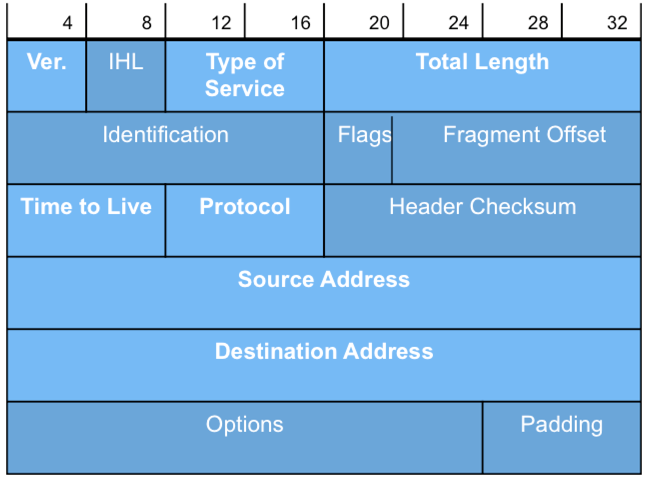 4 8 12 16 20 24 28 32
Ver. IHL Type of Service Total Length
Identification Flags Fragment Offset
Time to Live Protocol Header Checksum
Source Address
Destination Address
Options Padding